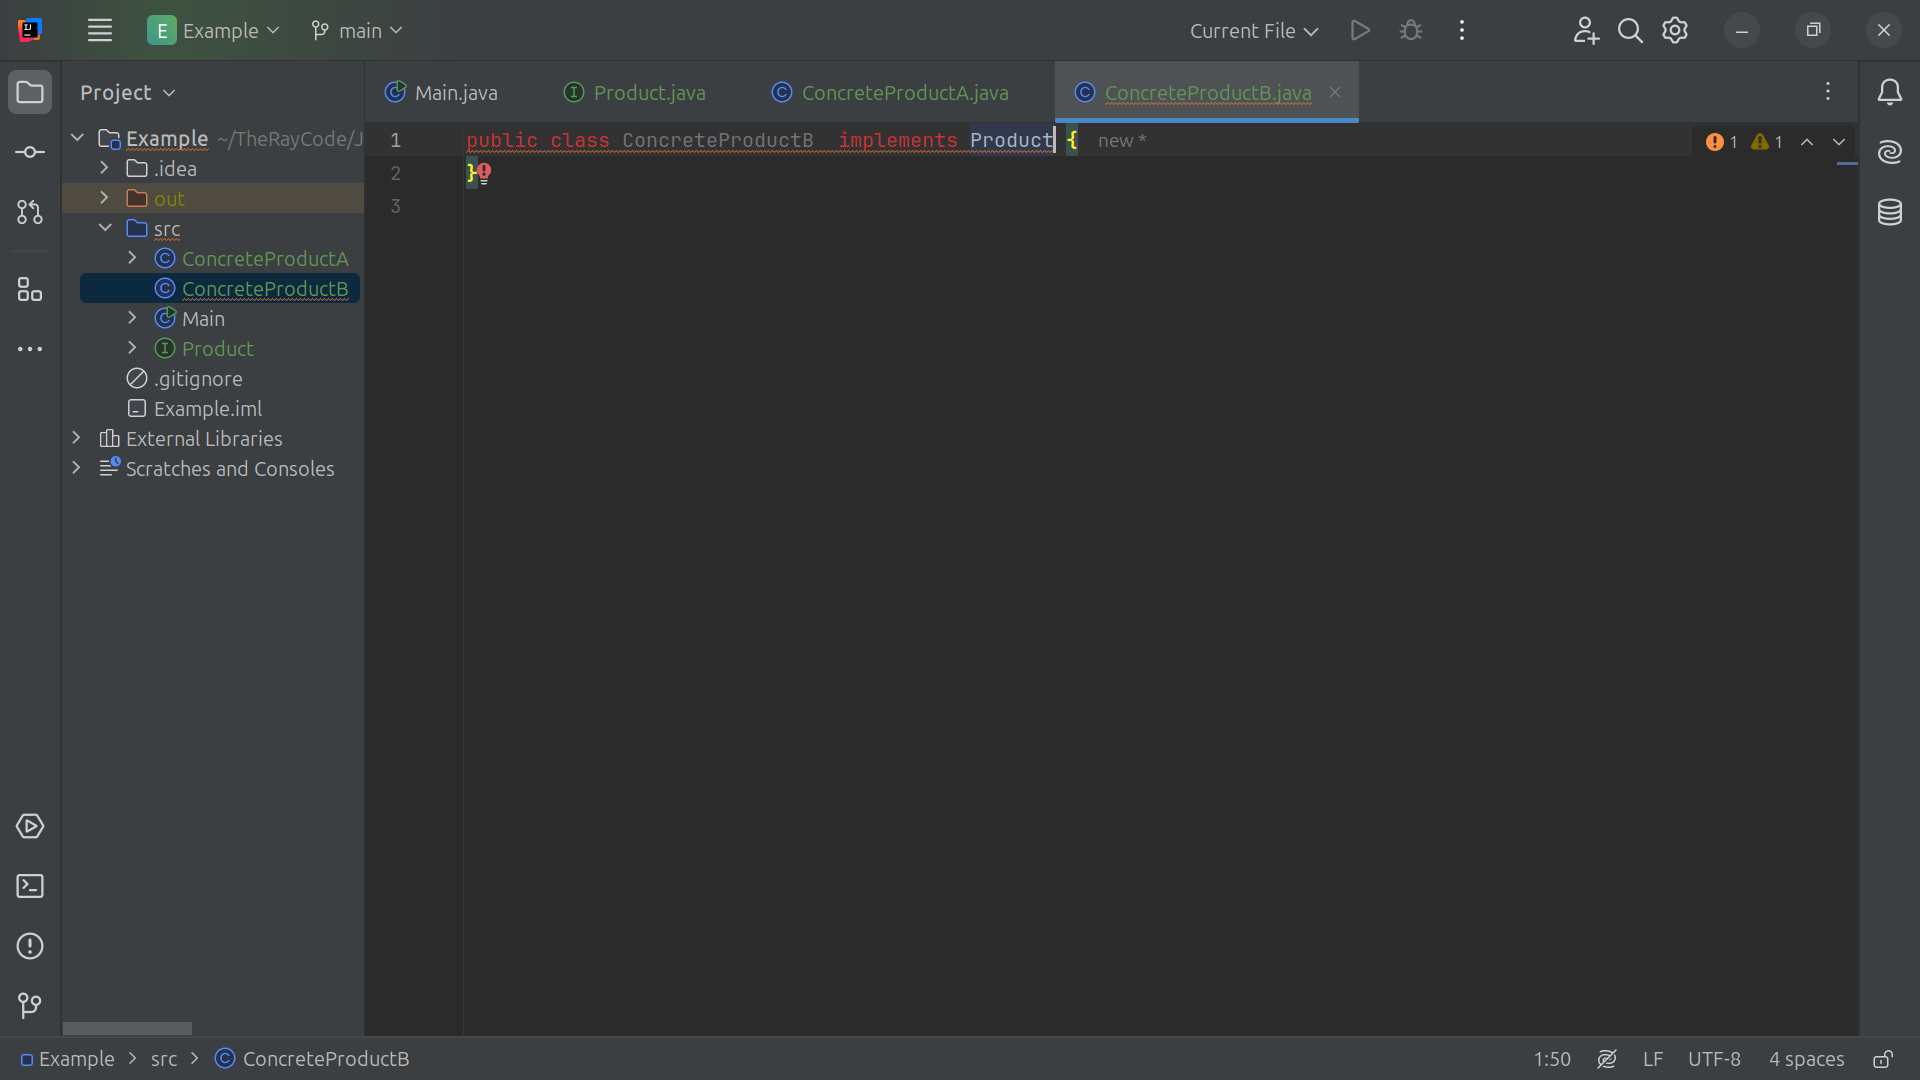 Example
main
Current File
Project
Main.java
Product.java
ConcreteProductA.java
ConcreteProductB.java
Example ~/TheRayCode/J
.idea
out
src
ConcreteProductA
ConcreteProductB
Main
Product
.gitignore
Example.iml
External Libraries
Scratches and Consoles
1 public class ConcreteProductB  implements Product { new *
2 }
3
1 1
Example > src > ConcreteProductB
1:50 LF UTF-8 4 spaces